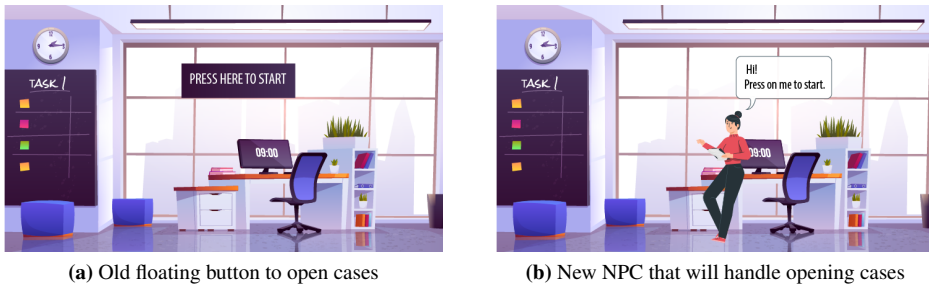 TASK 1
PRESS HERE TO START
09:00
(a) Old floating button to open cases
TASK 1
Hi!
Press on me to start.
09:00
(b) New NPC that will handle opening cases